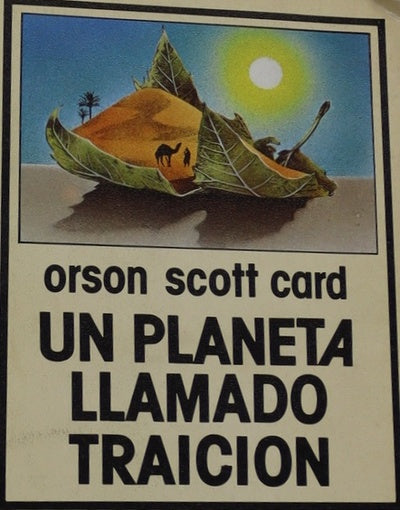 orson scott card
UN PLANETA
LLAMADO
TRAICION